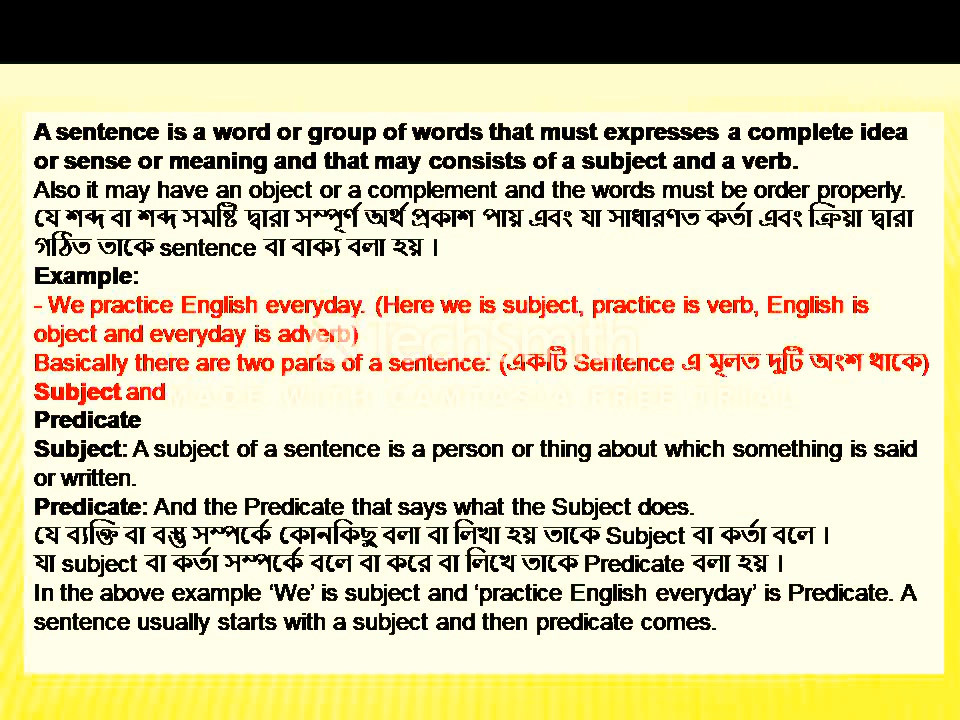 A sentence is a word or group of words that must expresses a complete idea
or sense or meaning and that may consists of a subject and a verb.
Also it may have an object or a complement and the words must be order properly.
যে শব্দ বা শব্দ সমষ্টি দ্বারা সম্পূর্ণ অর্থ প্রকাশ পায় এবং যা সাধারণত কর্তা এবং ক্রিয়া দ্বারা
গঠিত তাকে sentence বা বাক্য বলা হয় ।
Example:
- We practice English everyday. (Here we is subject, practice is verb, English is
object and everyday is adverb)
Basically there are two parts of a sentence: (একটি Sentence এ মূলত দুটি অংশ থাকে)
Subject and
Predicate
Subject: A subject of a sentence is a person or thing about which something is said
or written.
Predicate: And the Predicate that says what the Subject does.
যে ব্যক্তি বা বস্তু সম্পর্কে কোনকিছু বলা বা লিখা হয় তাকে Subject বা কর্তা বলে ।
যা subject বা কর্তা সম্পর্কে বলে বা করে বা লিখে তাকে Predicate বলা হয় ।
In the above example ‘We’ is subject and ‘practice English everyday’ is Predicate. A
sentence usually starts with a subject and then predicate comes.